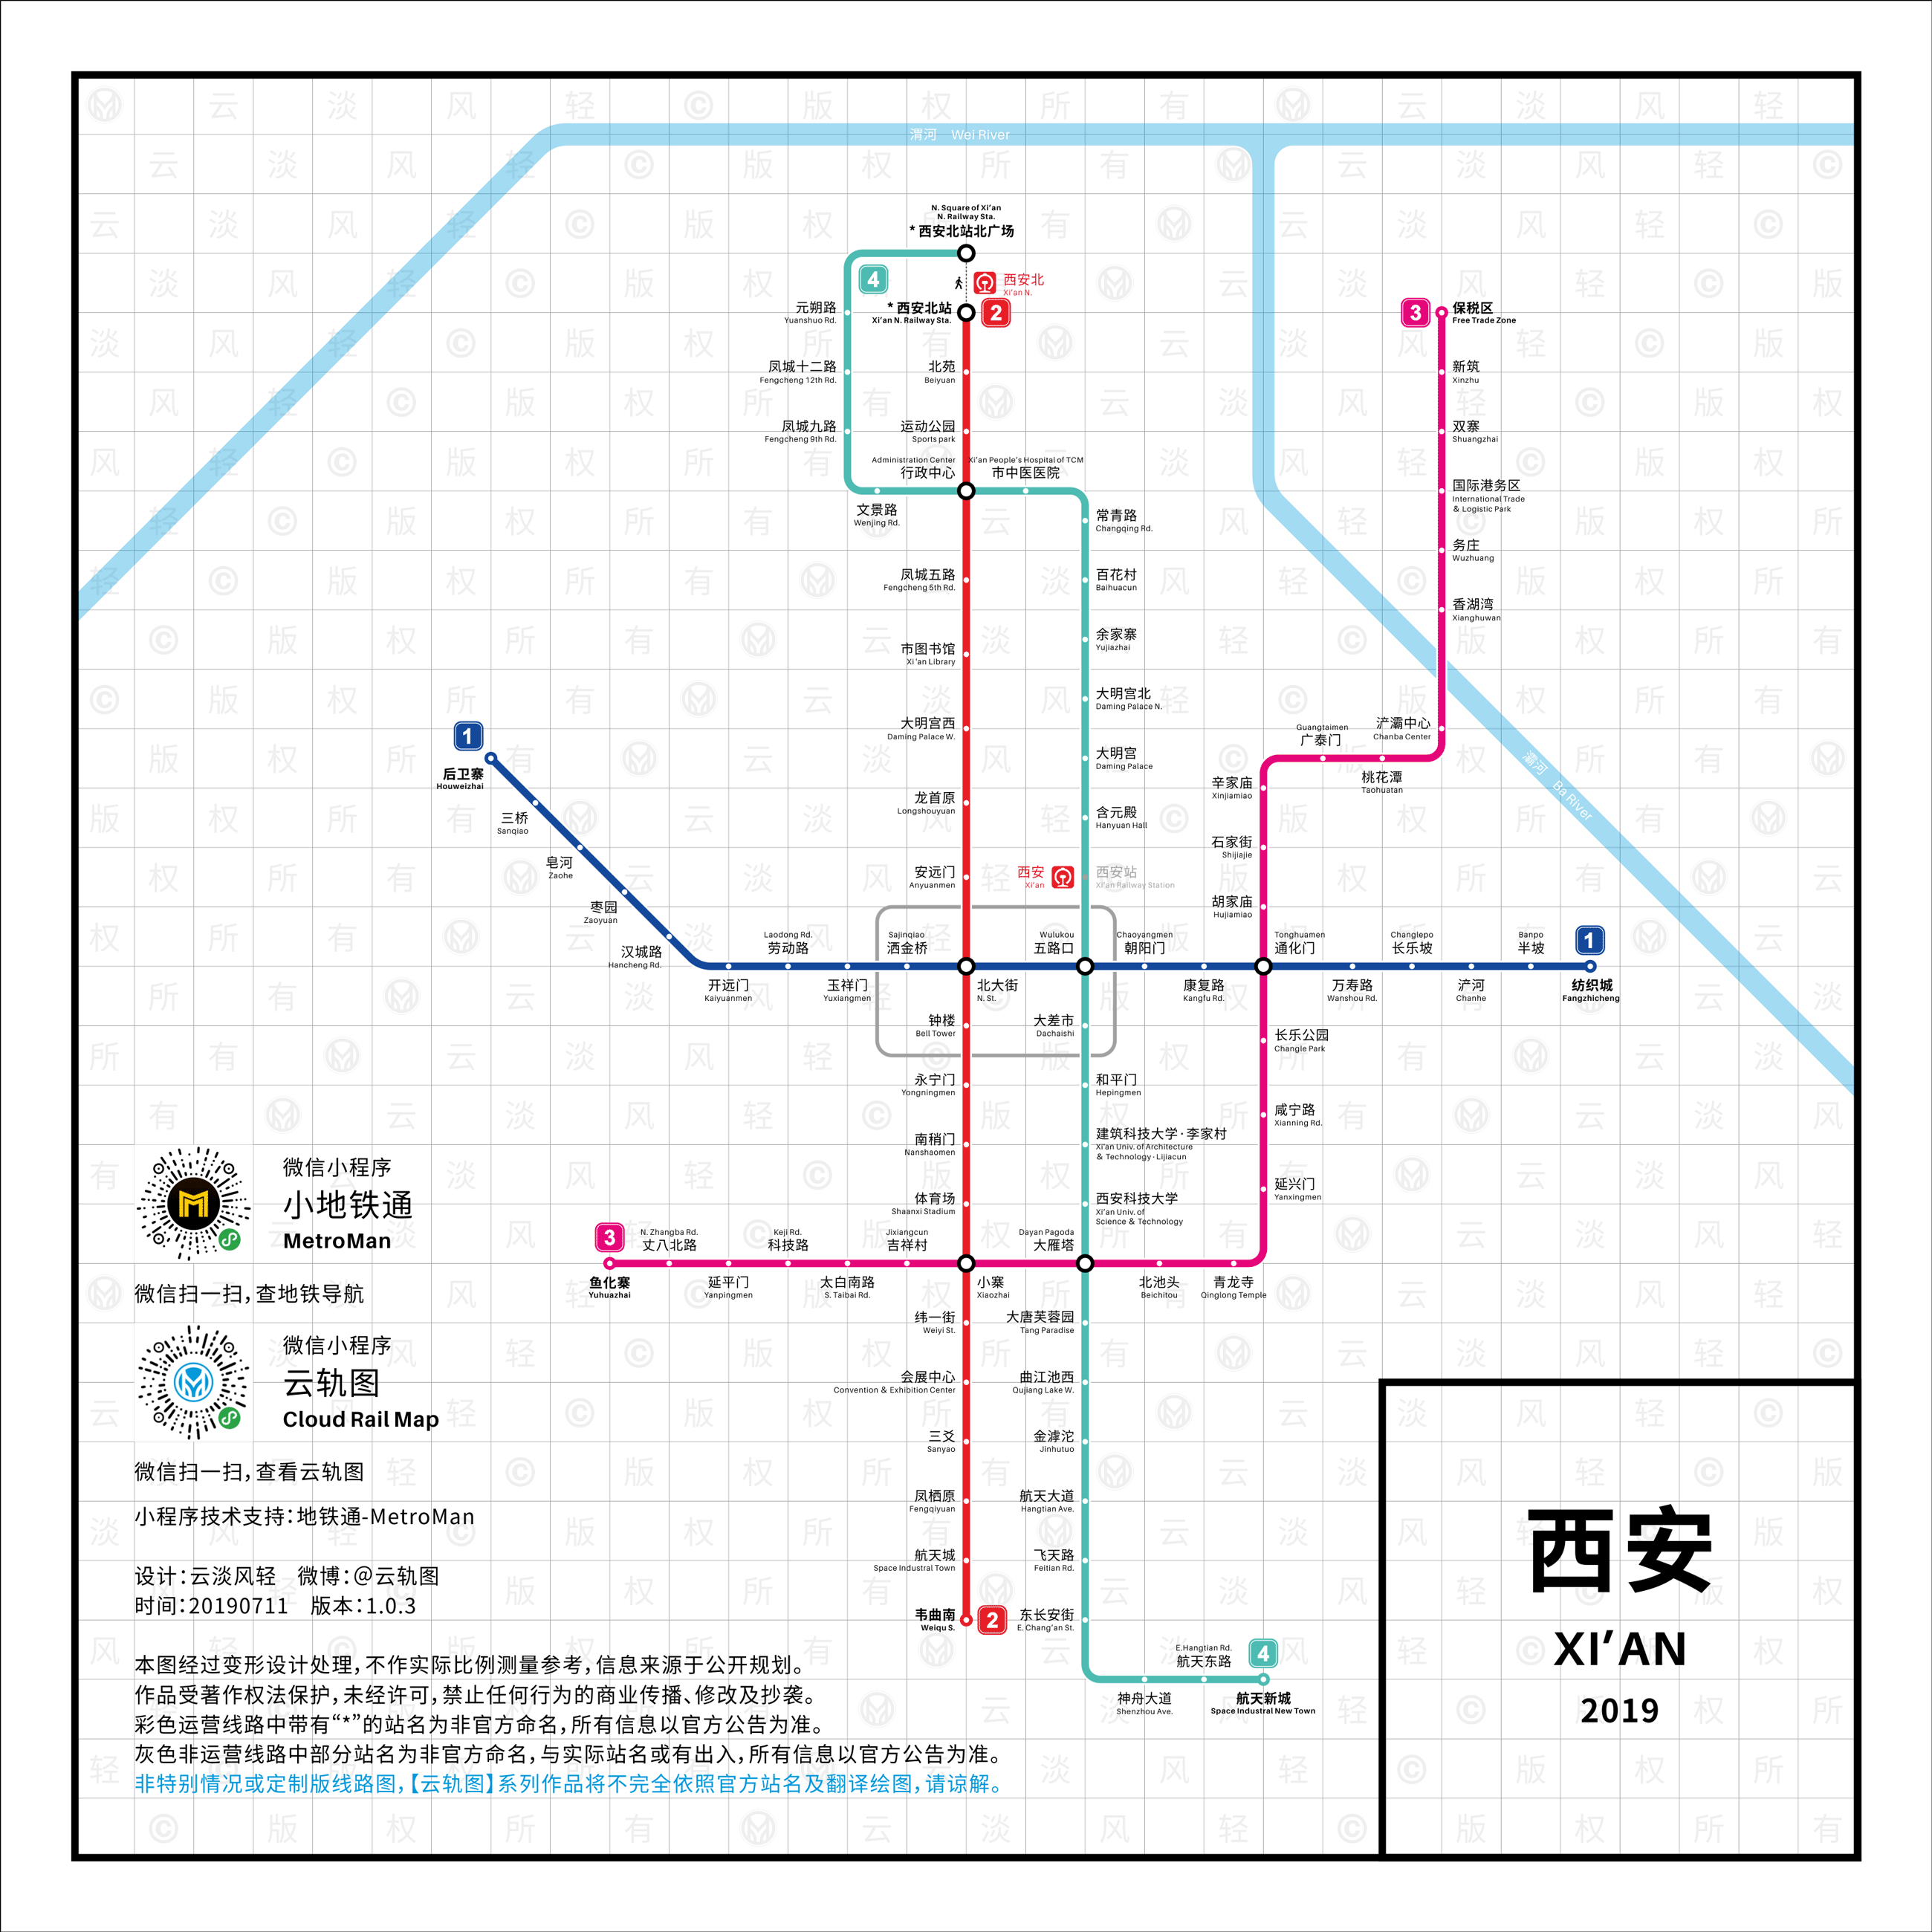 渭河 Wei River
N. Square of Xi'an
N. Railway Sta.
* 西安北站北广场
4
西安北
Xi'an N.
元朔路
Yuanshuo Rd.
* 西安北站
Xi'an N. Railway Sta.
2
3
保税区
Free Trade Zone
凤城十二路
Fengcheng 12th Rd.
北苑
Beiyuan
新筑
Xinzhu
凤城九路
Fengcheng 9th Rd.
运动公园
Sports park
双寨
Shuangzhai
Administration Center
行政中心
Xi'an People's Hospital of TCM
市中医医院
国际港务区
International Trade
& Logistic Park
文景路
Wenjing Rd.
常青路
Changqing Rd.
务庄
Wuzhuang
凤城五路
Fengcheng 5th Rd.
百花村
Baihuacun
香湖湾
Xianghuwan
市图书馆
Xi'an Library
余家寨
Yujiazhai
大明宫北
Daming Palace N.
大明宫西
Daming Palace W.
Guangtaimen
广泰门
浐灞中心
Chanba Center
1
后卫寨
Houweizhai
大明宫
Daming Palace
桃花潭
Taohuatan
灞河 Ba River
辛家庙
Xinjiamiao
三桥
Sanqiao
龙首原
Longshouyuan
含元殿
Hanyuan Hall
石家街
Shijiajie
皂河
Zaohe
安远门
Anyuanmen
西安
Xi'an
西安站
Xi'an Railway Station
枣园
Zaoyuan
胡家庙
Hujiamiao
汉城路
Hancheng Rd.
Laodong Rd.
劳动路
Sajinqiao
洒金桥
Wulukou
五路口
Chaoyangmen
朝阳门
Tonghuamen
通化门
Changlepo
长乐坡
Banpo
半坡
1
开远门
Kaiyuanmen
玉祥门
Yuxiangmen
北大街
N. St.
康复路
Kangfu Rd.
万寿路
Wanshou Rd.
浐河
Chanhe
纺织城
Fangzhicheng
钟楼
Bell Tower
大差市
Dachaishi
长乐公园
Changle Park
永宁门
Yongningmen
和平门
Hepingmen
咸宁路
Xianning Rd.
南稍门
Nanshaomen
建筑科技大学·李家村
Xi'an Univ. of Architecture
& Technology·Lijiacun
延兴门
Yanxingmen
体育场
Shaanxi Stadium
西安科技大学
Xi'an Univ. of
Science & Technology
3
N. Zhangba Rd.
丈八北路
Keji Rd.
科技路
Jixiangcun
吉祥村
Dayan Pagoda
大雁塔
鱼化寨
Yuhuazhai
延平门
Yanpingmen
太白南路
S. Taibai Rd.
小寨
Xiaozhai
北池头
Beichitou
青龙寺
Qinglong Temple
纬一街
Weiyi St.
大唐芙蓉园
Tang Paradise
会展中心
Convention & Exhibition Center
曲江池西
Qujiang Lake W.
三爻
Sanyao
金滹沱
Jinhutuo
凤栖原
Fengqiyuan
航天大道
Hangtian Ave.
航天城
Space Industral Town
飞天路
Feitian Rd.
韦曲南
Weiqu S.
2
东长安街
E. Chang'an St.
E.Hangtian Rd.
航天东路
4
神舟大道
Shenzhou Ave.
航天新城
Space Industral New Town
微信小程序
小地铁通
MetroMan
微信扫一扫，查地铁导航
微信小程序
云轨图
Cloud Rail Map
微信扫一扫，查看云轨图
小程序技术支持：地铁通-MetroMan
设计：云淡风轻 微博：@云轨图
时间：20190711 版本：1.0.3
本图经过变形设计处理，不作实际比例测量参考，信息来源于公开规划。
作品受著作权法保护，未经许可，禁止任何行为的商业传播、修改及抄袭。
彩色运营线路中带有“*”的站名为非官方命名，所有信息以官方公告为准。
灰色非运营线路中部分站名为非官方命名，与实际站名或有出入，所有信息以官方公告为准。
非特别情况或定制版线路图，【云轨图】系列作品将不完全依照官方站名及翻译绘图，请谅解。
西安
XI'AN
2019